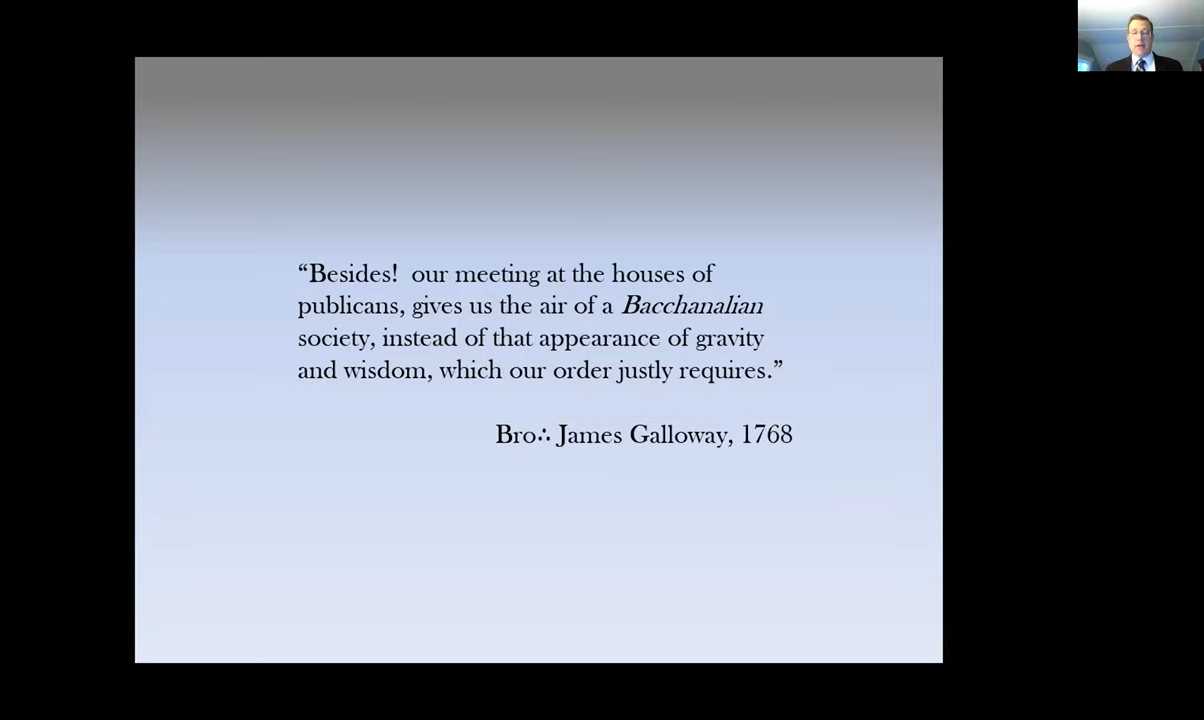 “Besides!  our meeting at the houses of
publicans, gives us the air of a Bacchanalian
society, instead of that appearance of gravity
and wisdom, which our order justly requires.”
Bro∴ James Galloway, 1768